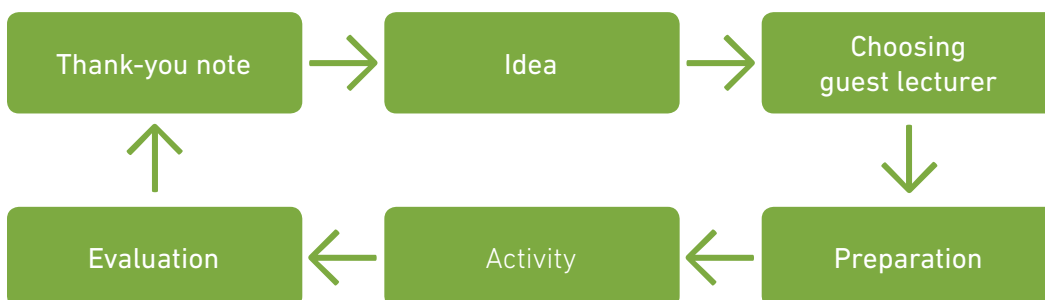 Thank-you note
Idea
Choosing
guest lecturer
Evaluation
Activity
Preparation